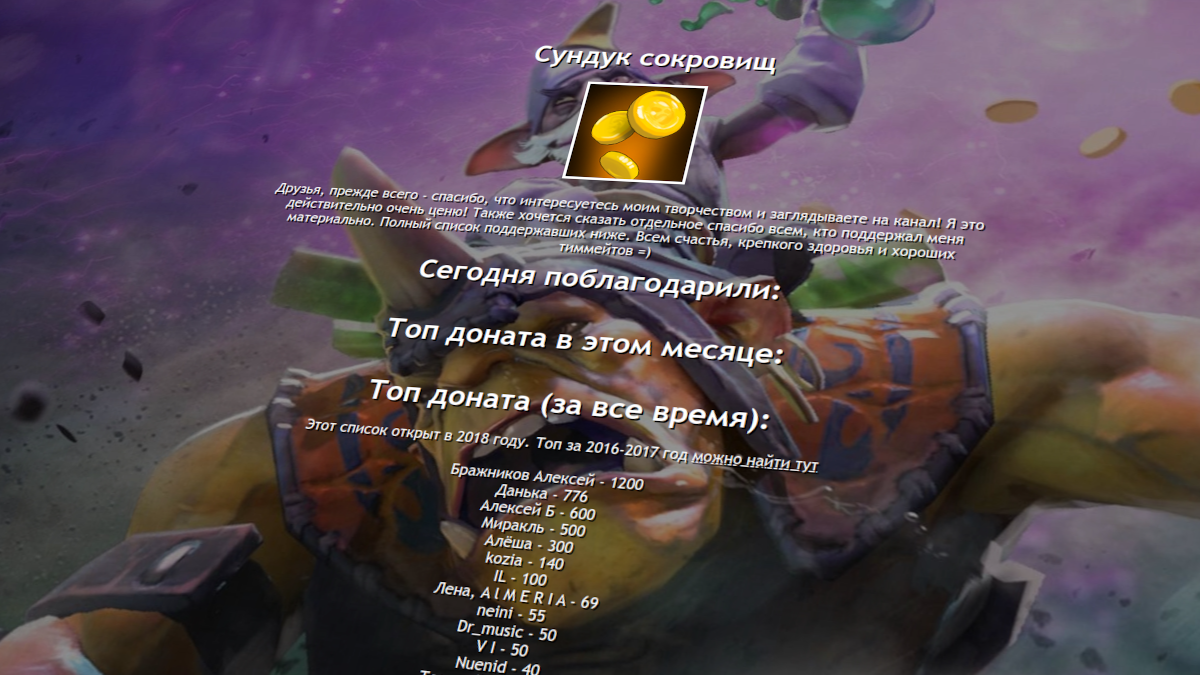 Сундук сокровищ
Друзья, прежде всего - спасибо, что интересуетесь моим творчеством и заглядываете на канал! Я это
действительно очень ценю! Также хочется сказать отдельное спасибо всем, кто поддержал меня
материально. Полный список поддержавших ниже. Всем счастья, крепкого здоровья и хороших
тиммейтов =)
Сегодня поблагодарили:
Топ доната в этом месяце:
Топ доната (за все время):
Этот список открыт в 2018 году. Топ за 2016-2017 год можно найти тут
Бражников Алексей - 1200
Данька - 776
Алексей Б - 600
Миракль - 500
Алёша - 300
kozia - 140
IL - 100
Лена, A l M E R I A - 69
neini - 55
Dr_music - 50
V I - 50
Nuenid - 40